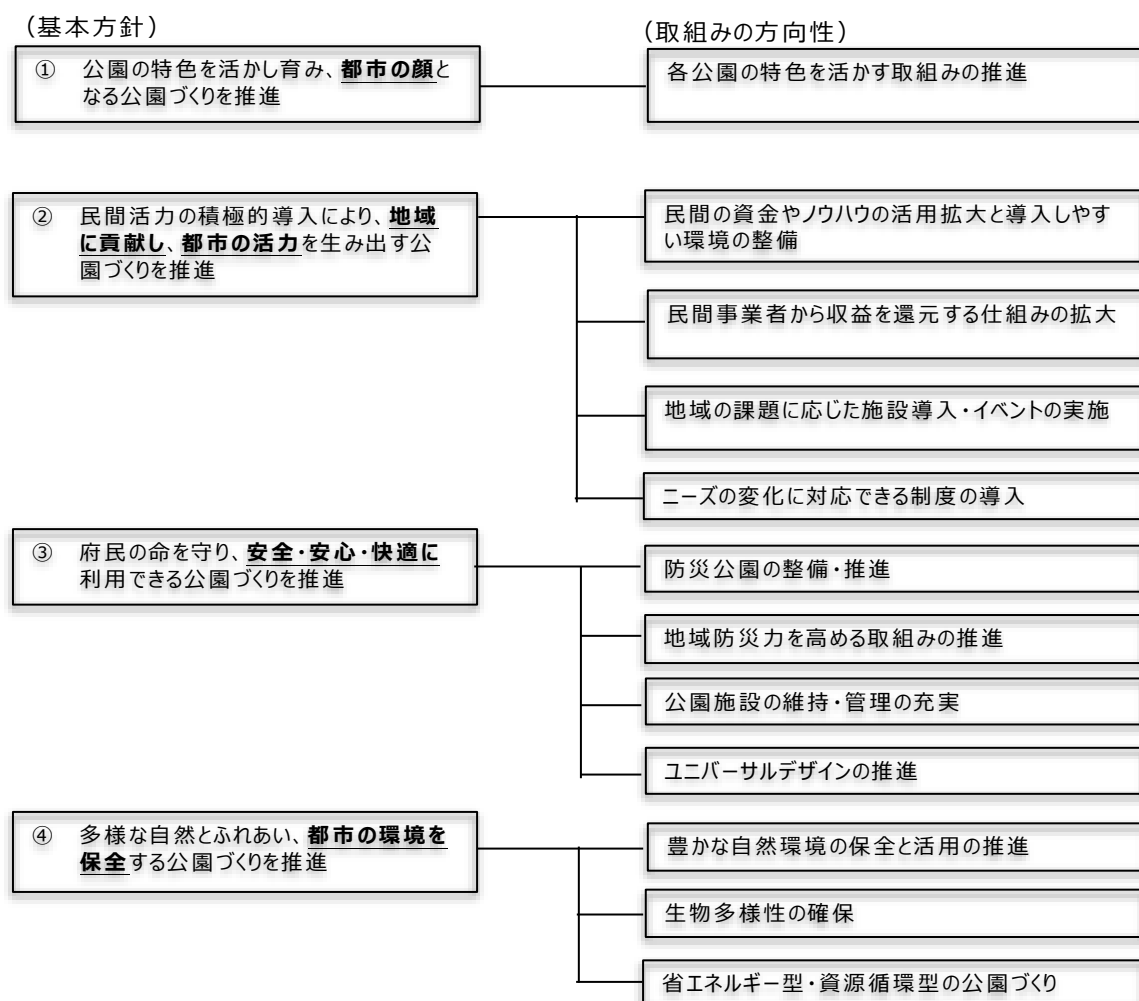 (基本方針)
(取組みの方向性)
① 公園の特色を活かし育み、都市の顔と
なる公園づくりを推進
各公園の特色を活かす取組みの推進
② 民間活力の積極的導入により、地域
に貢献し、都市の活力を生み出す公
園づくりを推進
民間の資金やノウハウの活用拡大と導入しやす
い環境の整備
民間事業者から収益を還元する仕組みの拡大
地域の課題に応じた施設導入・イベントの実施
ニーズの変化に対応できる制度の導入
③ 府民の命を守り、安全・安心・快適に
利用できる公園づくりを推進
防災公園の整備・推進
地域防災力を高める取組みの推進
公園施設の維持・管理の充実
ユニバーサルデザインの推進
④ 多様な自然とふれあい、都市の環境を
保全する公園づくりを推進
豊かな自然環境の保全と活用の推進
生物多様性の確保
省エネルギー型・資源循環型の公園づくり